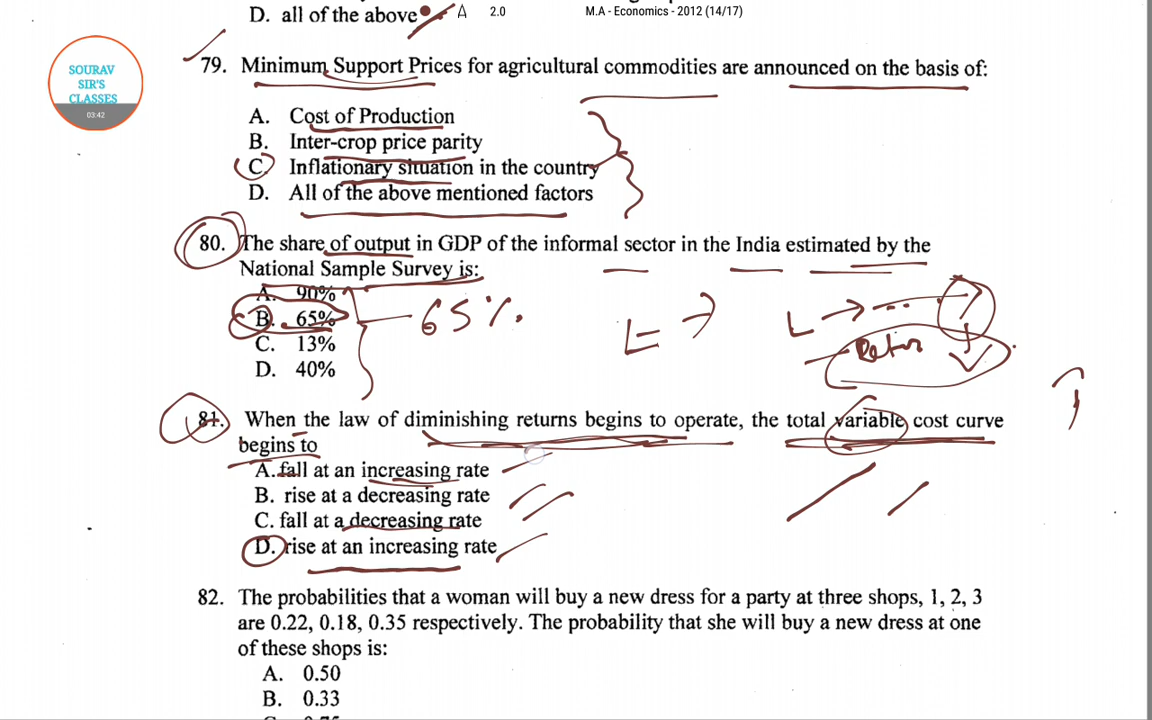 D. all of the above A 2.0 M.A - Economics - 2012 (14/17)
SOURAV
SIR'S
CLASSES
03:42
79. Minimum Support Prices for agricultural commodities are announced on the basis of:
A. Cost of Production
B. Inter-crop price parity
C. Inflationary situation in the country
D. All of the above mentioned factors
80. The share of output in GDP of the informal sector in the India estimated by the
National Sample Survey is:
A. 90%
B. 65%
65%.
C. 13%
D. 40%
81. When the law of diminishing returns begins to operate, the total variable cost curve
begins to
A. fall at an increasing rate
B. rise at a decreasing rate
C. fall at a decreasing rate
D. rise at an increasing rate
82. The probabilities that a woman will buy a new dress for a party at three shops, 1, 2, 3
are 0.22, 0.18, 0.35 respectively. The probability that she will buy a new dress at one
of these shops is:
A. 0.50
B. 0.33